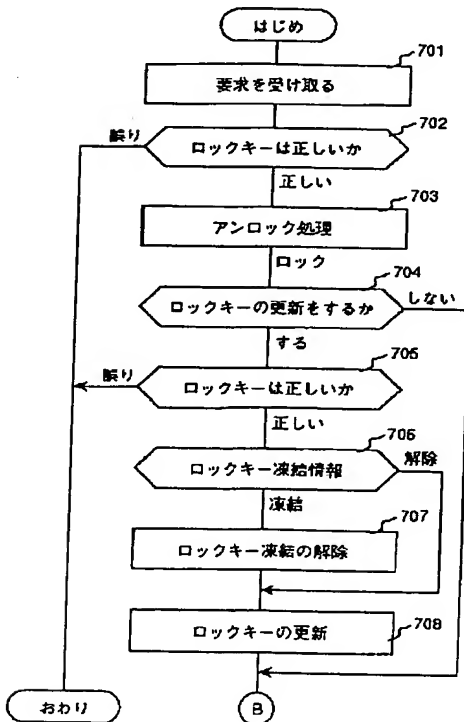 はじめ
701
要求を受け取る
702
誤り
ロックキーは正しいか
正しい
703
アンロック処理
ロック
704
ロックキーの更新をするか
しない
する
705
誤り
ロックキーは正しいか
正しい
706
ロックキー凍結情報
解除
凍結
707
ロックキー凍結の解除
ロックキーの更新
708
おわり
B